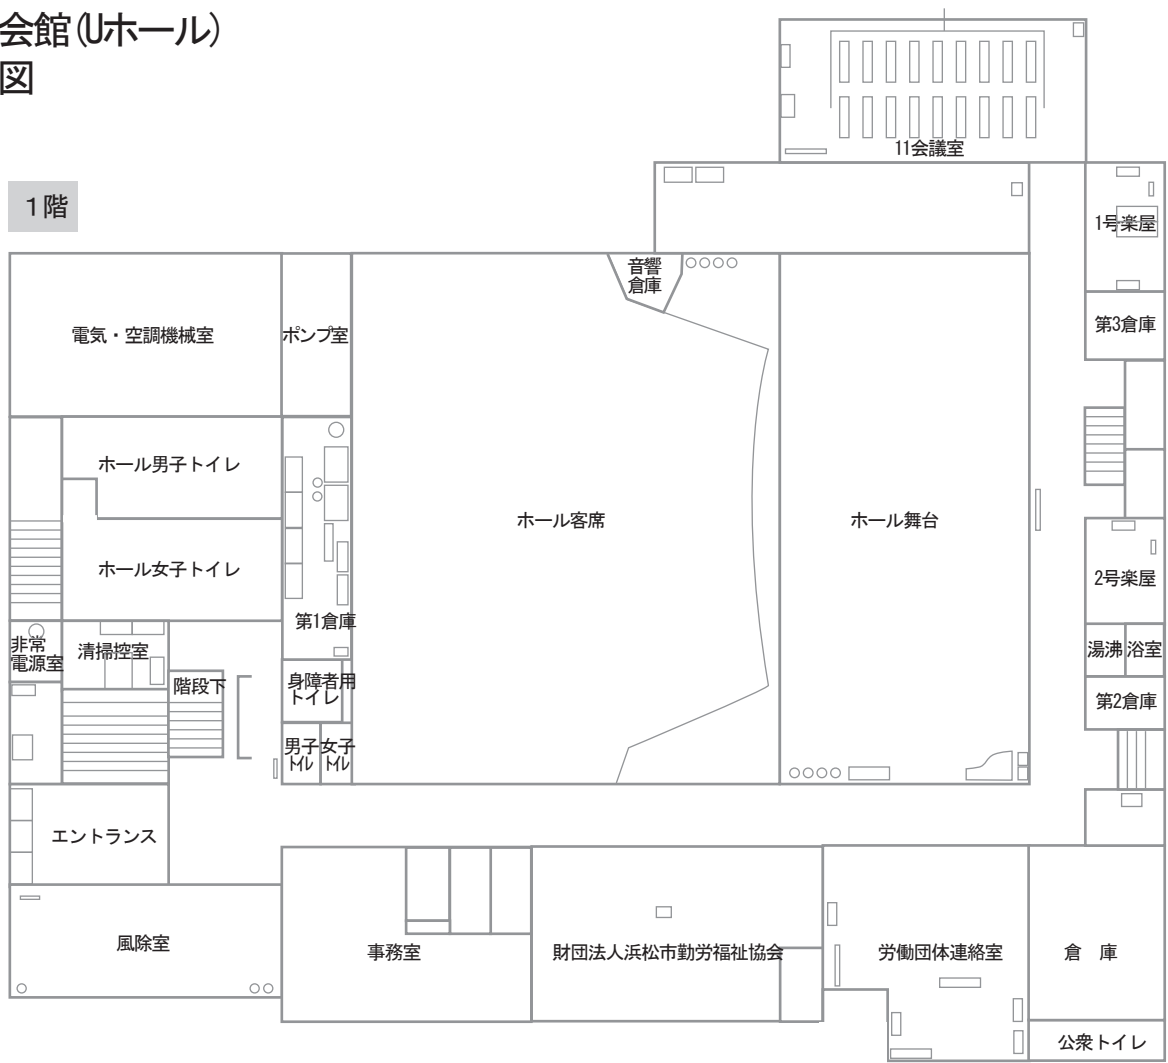 会館(Uホール)
図
1階
11会議室
1号楽屋
音響
倉庫
電気・空調機械室
ポンプ室
第3倉庫
ホール男子トイレ
ホール客席
ホール舞台
ホール女子トイレ
2号楽屋
第1倉庫
非常
電源室
清掃控室
湯沸
浴室
階段下
身障者用
トイレ
第2倉庫
男子
トイレ
女子
トイレ
エントランス
風除室
事務室
財団法人浜松市勤労福祉協会
労働団体連絡室
倉 庫
公衆トイレ